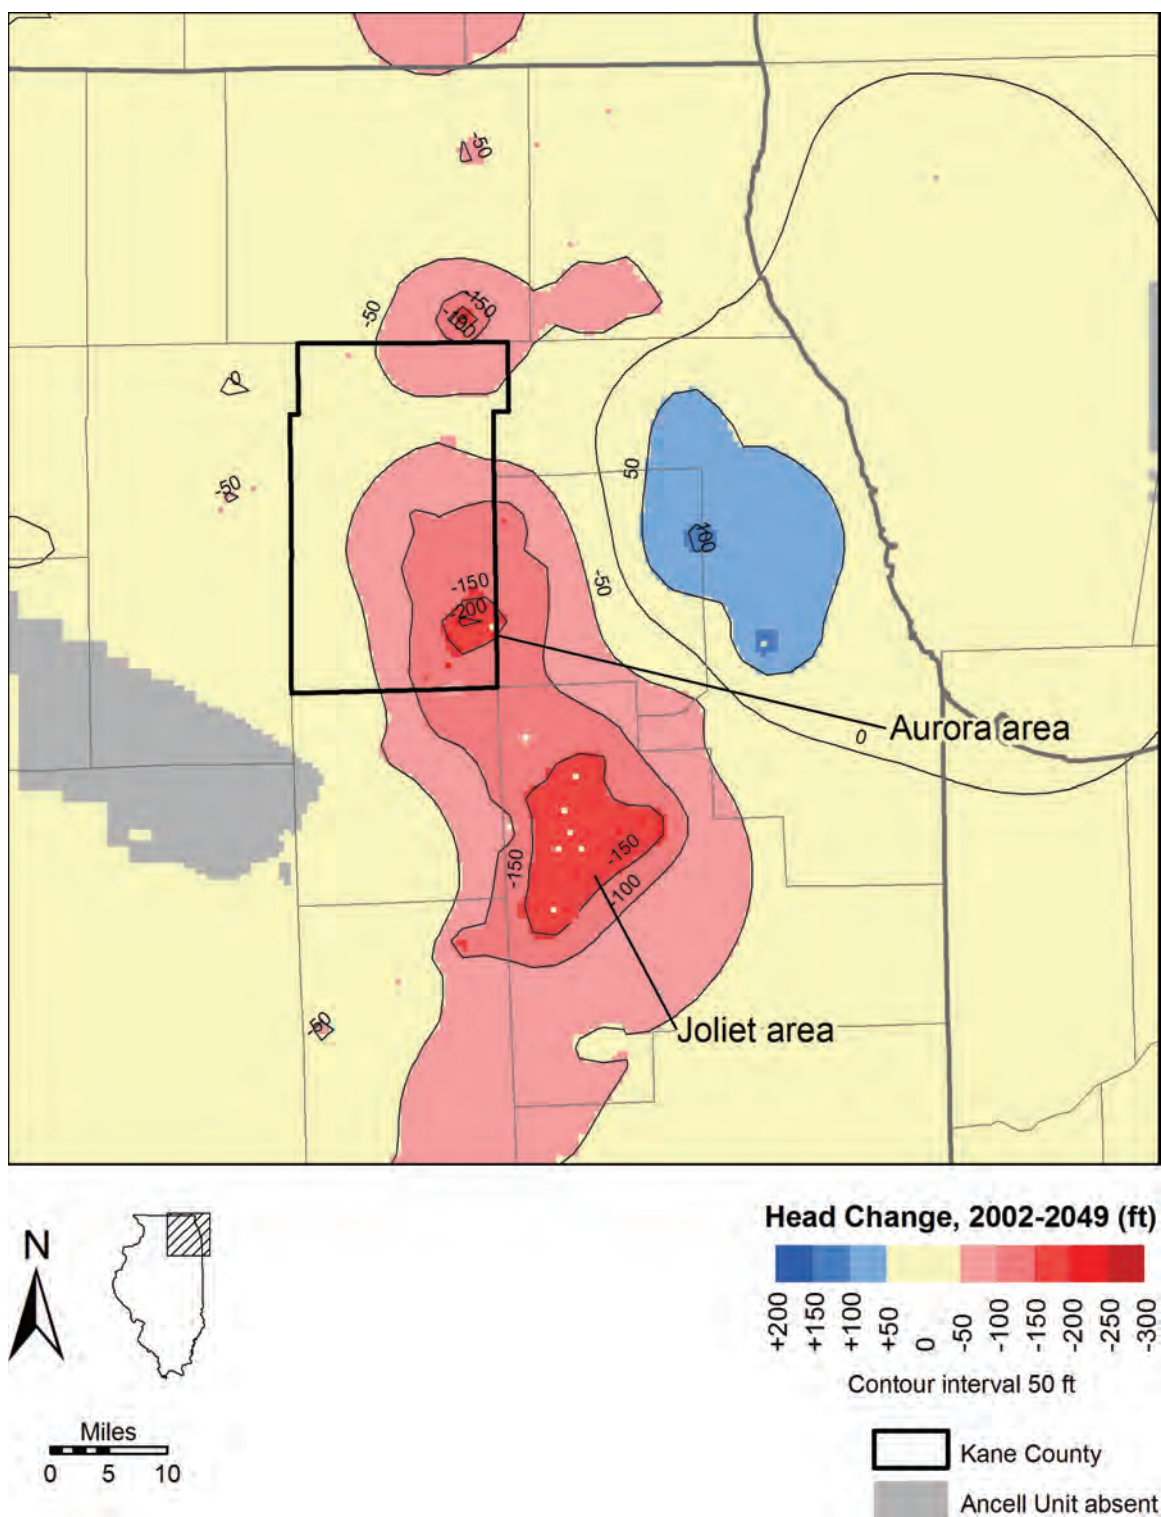 -50
-150
-100
-50
0
-50
50
100
-50
-150
-200
Aurora area
0
-150
-150
-100
Joliet area
-50
Head Change, 2002-2049 (ft)
+200 +150 +100 +50 0 -50 -100 -150 -200 -250 -300
Contour interval 50 ft
N
Miles
0 5 10
Kane County
Ancell Unit absent